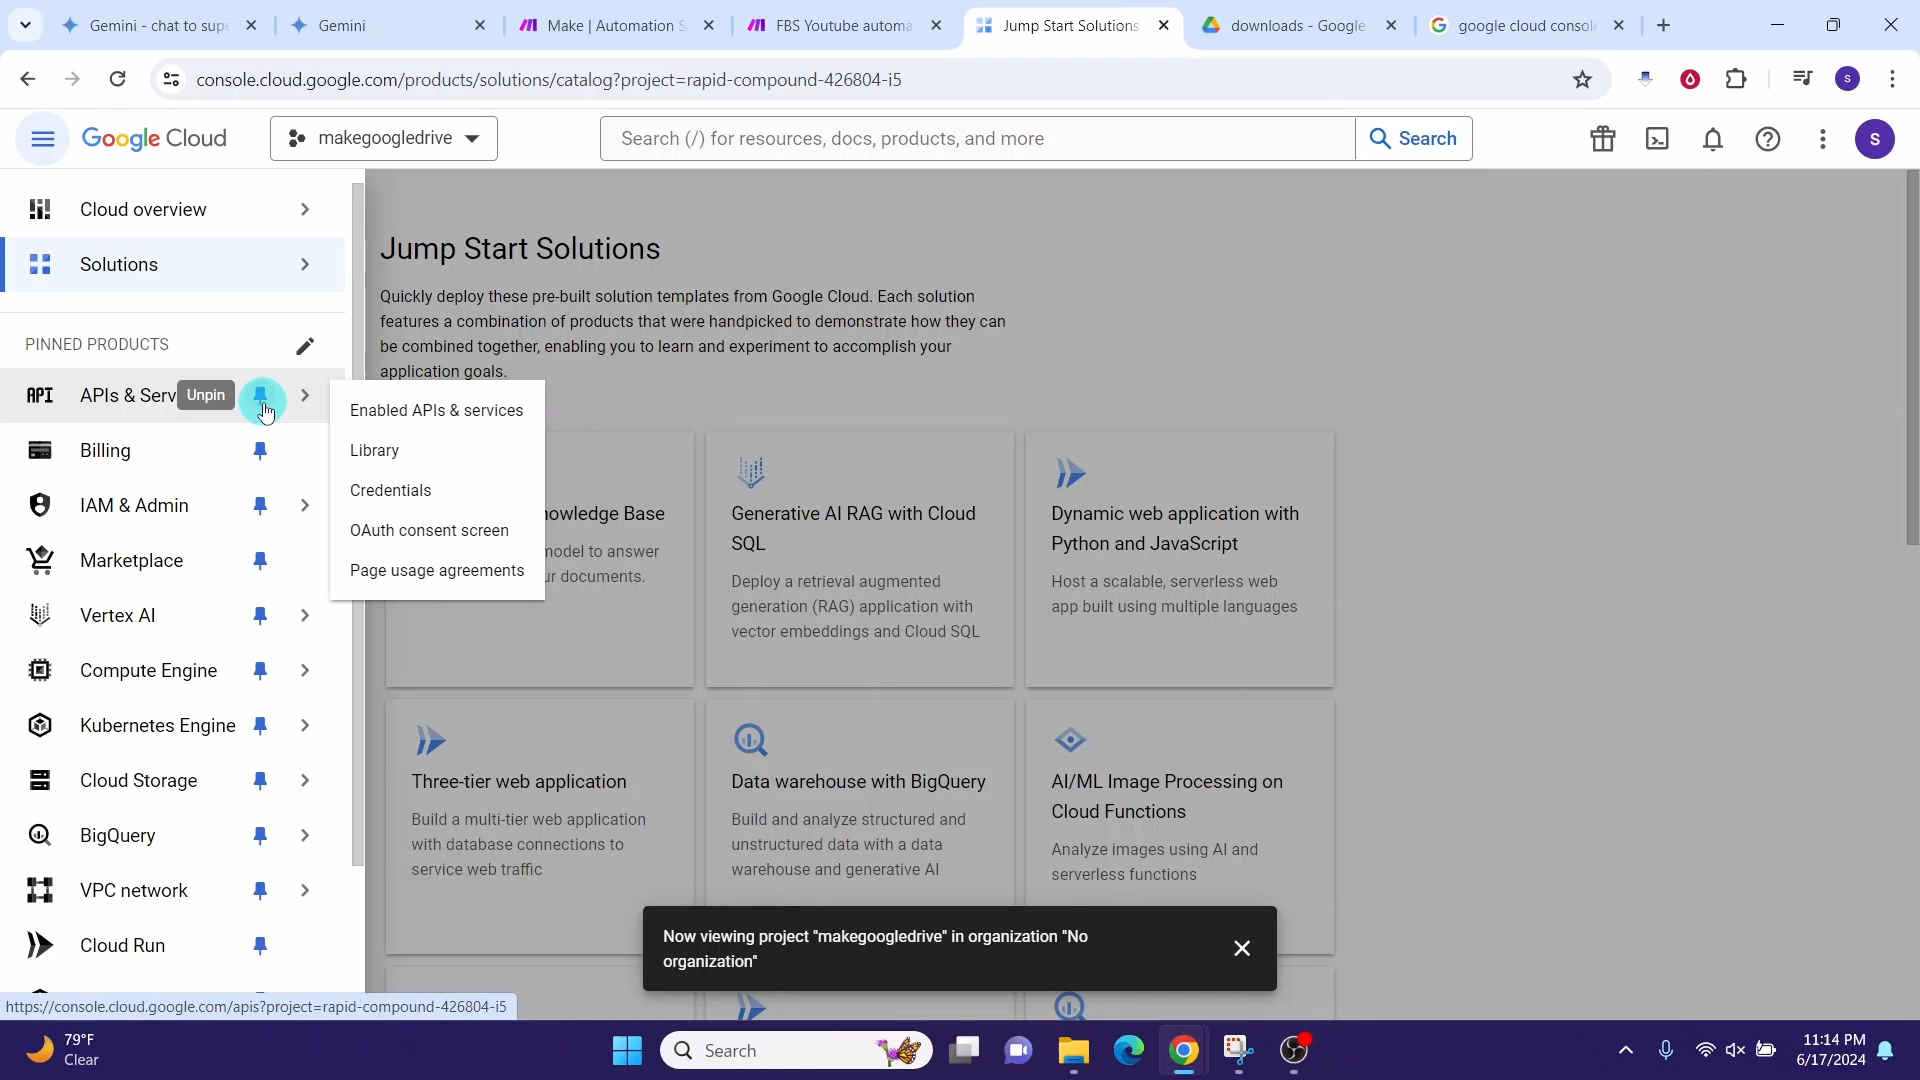 Gemini - chat to supe
Gemini
Make | Automation S
FBS Youtube automa
Jump Start Solutions
downloads - Google
google cloud consol
console.cloud.google.com/products/solutions/catalog?project=rapid-compound-426804-i5
S
Google Cloud
makegoogledrive
Search (/) for resources, docs, products, and more
Search
S
Cloud overview
Solutions
PINNED PRODUCTS
API
APIs & Serv
Unpin
Billing
IAM & Admin
Marketplace
Vertex AI
Compute Engine
Kubernetes Engine
Cloud Storage
BigQuery
VPC network
Cloud Run
Enabled APIs & services
Library
Credentials
OAuth consent screen
Page usage agreements
Jump Start Solutions
Quickly deploy these pre-built solution templates from Google Cloud. Each solution
features a combination of products that were handpicked to demonstrate how they can
be combined together, enabling you to learn and experiment to accomplish your
application goals.
nowledge Base
model to answer
ur documents.
Generative AI RAG with Cloud
SQL
Deploy a retrieval augmented
generation (RAG) application with
vector embeddings and Cloud SQL
Dynamic web application with
Python and JavaScript
Host a scalable, serverless web
app built using multiple languages
Three-tier web application
Build a multi-tier web application
with database connections to
service web traffic
Data warehouse with BigQuery
Build and analyze structured and
unstructured data with a data
warehouse and generative AI
AI/ML Image Processing on
Cloud Functions
Analyze images using AI and
serverless functions
Now viewing project "makegoogledrive" in organization "No
organization"
https://console.cloud.google.com/apis?project=rapid-compound-426804-i5
79°F
Clear
Search
11:14 PM
6/17/2024